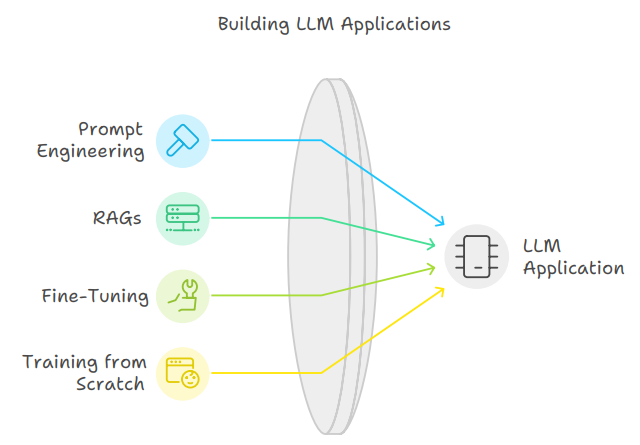 Building LLM Applications
Prompt
Engineering
RAGs
Fine-Tuning
Training from
Scratch
LLM
Application